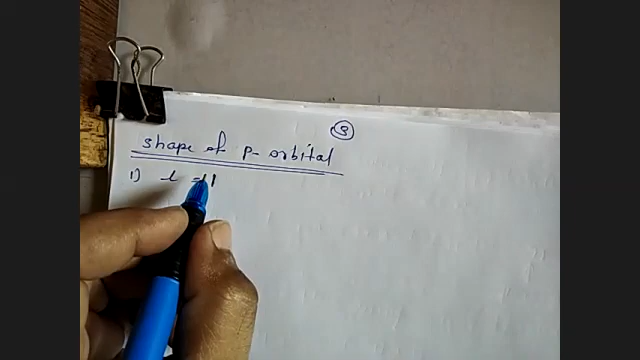 ③
Shape of p- orbital
1) l = 1